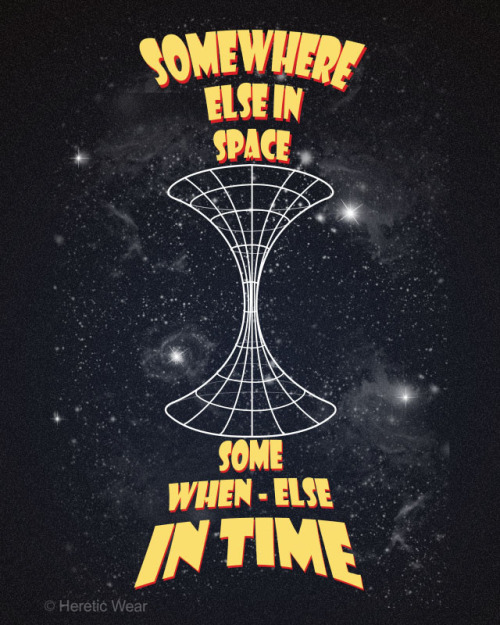 SOMEWHERE
ELSE IN
SPACE
SOME
WHEN - ELSE
IN TIME
© Heretic Wear